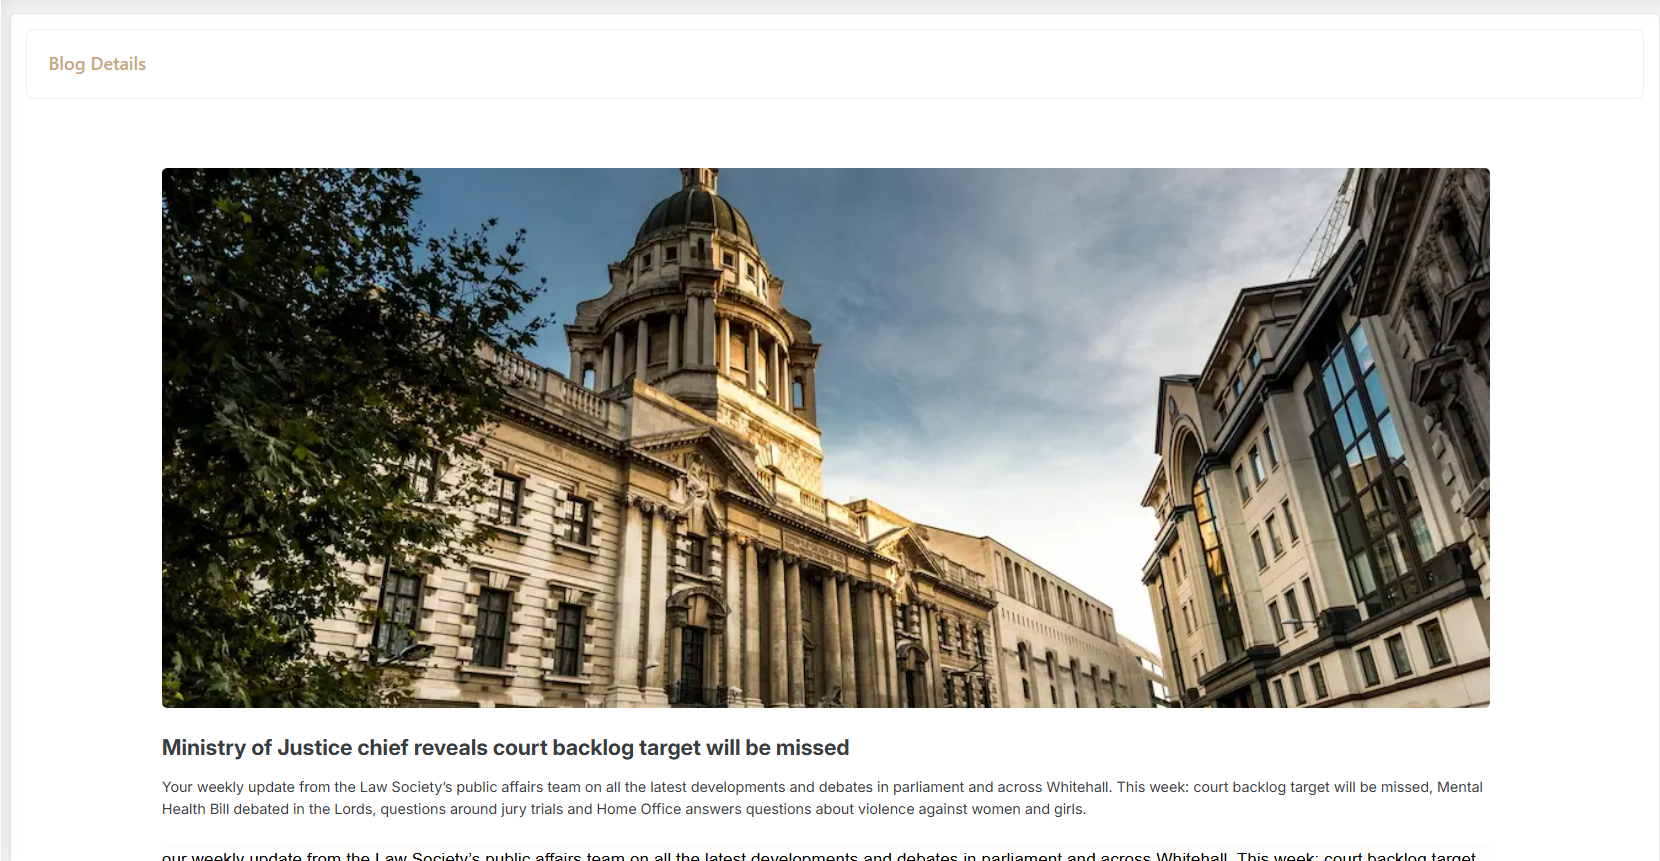 Blog Details
Ministry of Justice chief reveals court backlog target will be missed
Your weekly update from the Law Society’s public affairs team on all the latest developments and debates in parliament and across Whitehall. This week: court backlog target will be missed, Mental
Health Bill debated in the Lords, questions around jury trials and Home Office answers questions about violence against women and girls.
our weekly update from the Law Society’s public affairs team on all the latest developments and debates in parliament and across Whitehall. This week: court backlog target